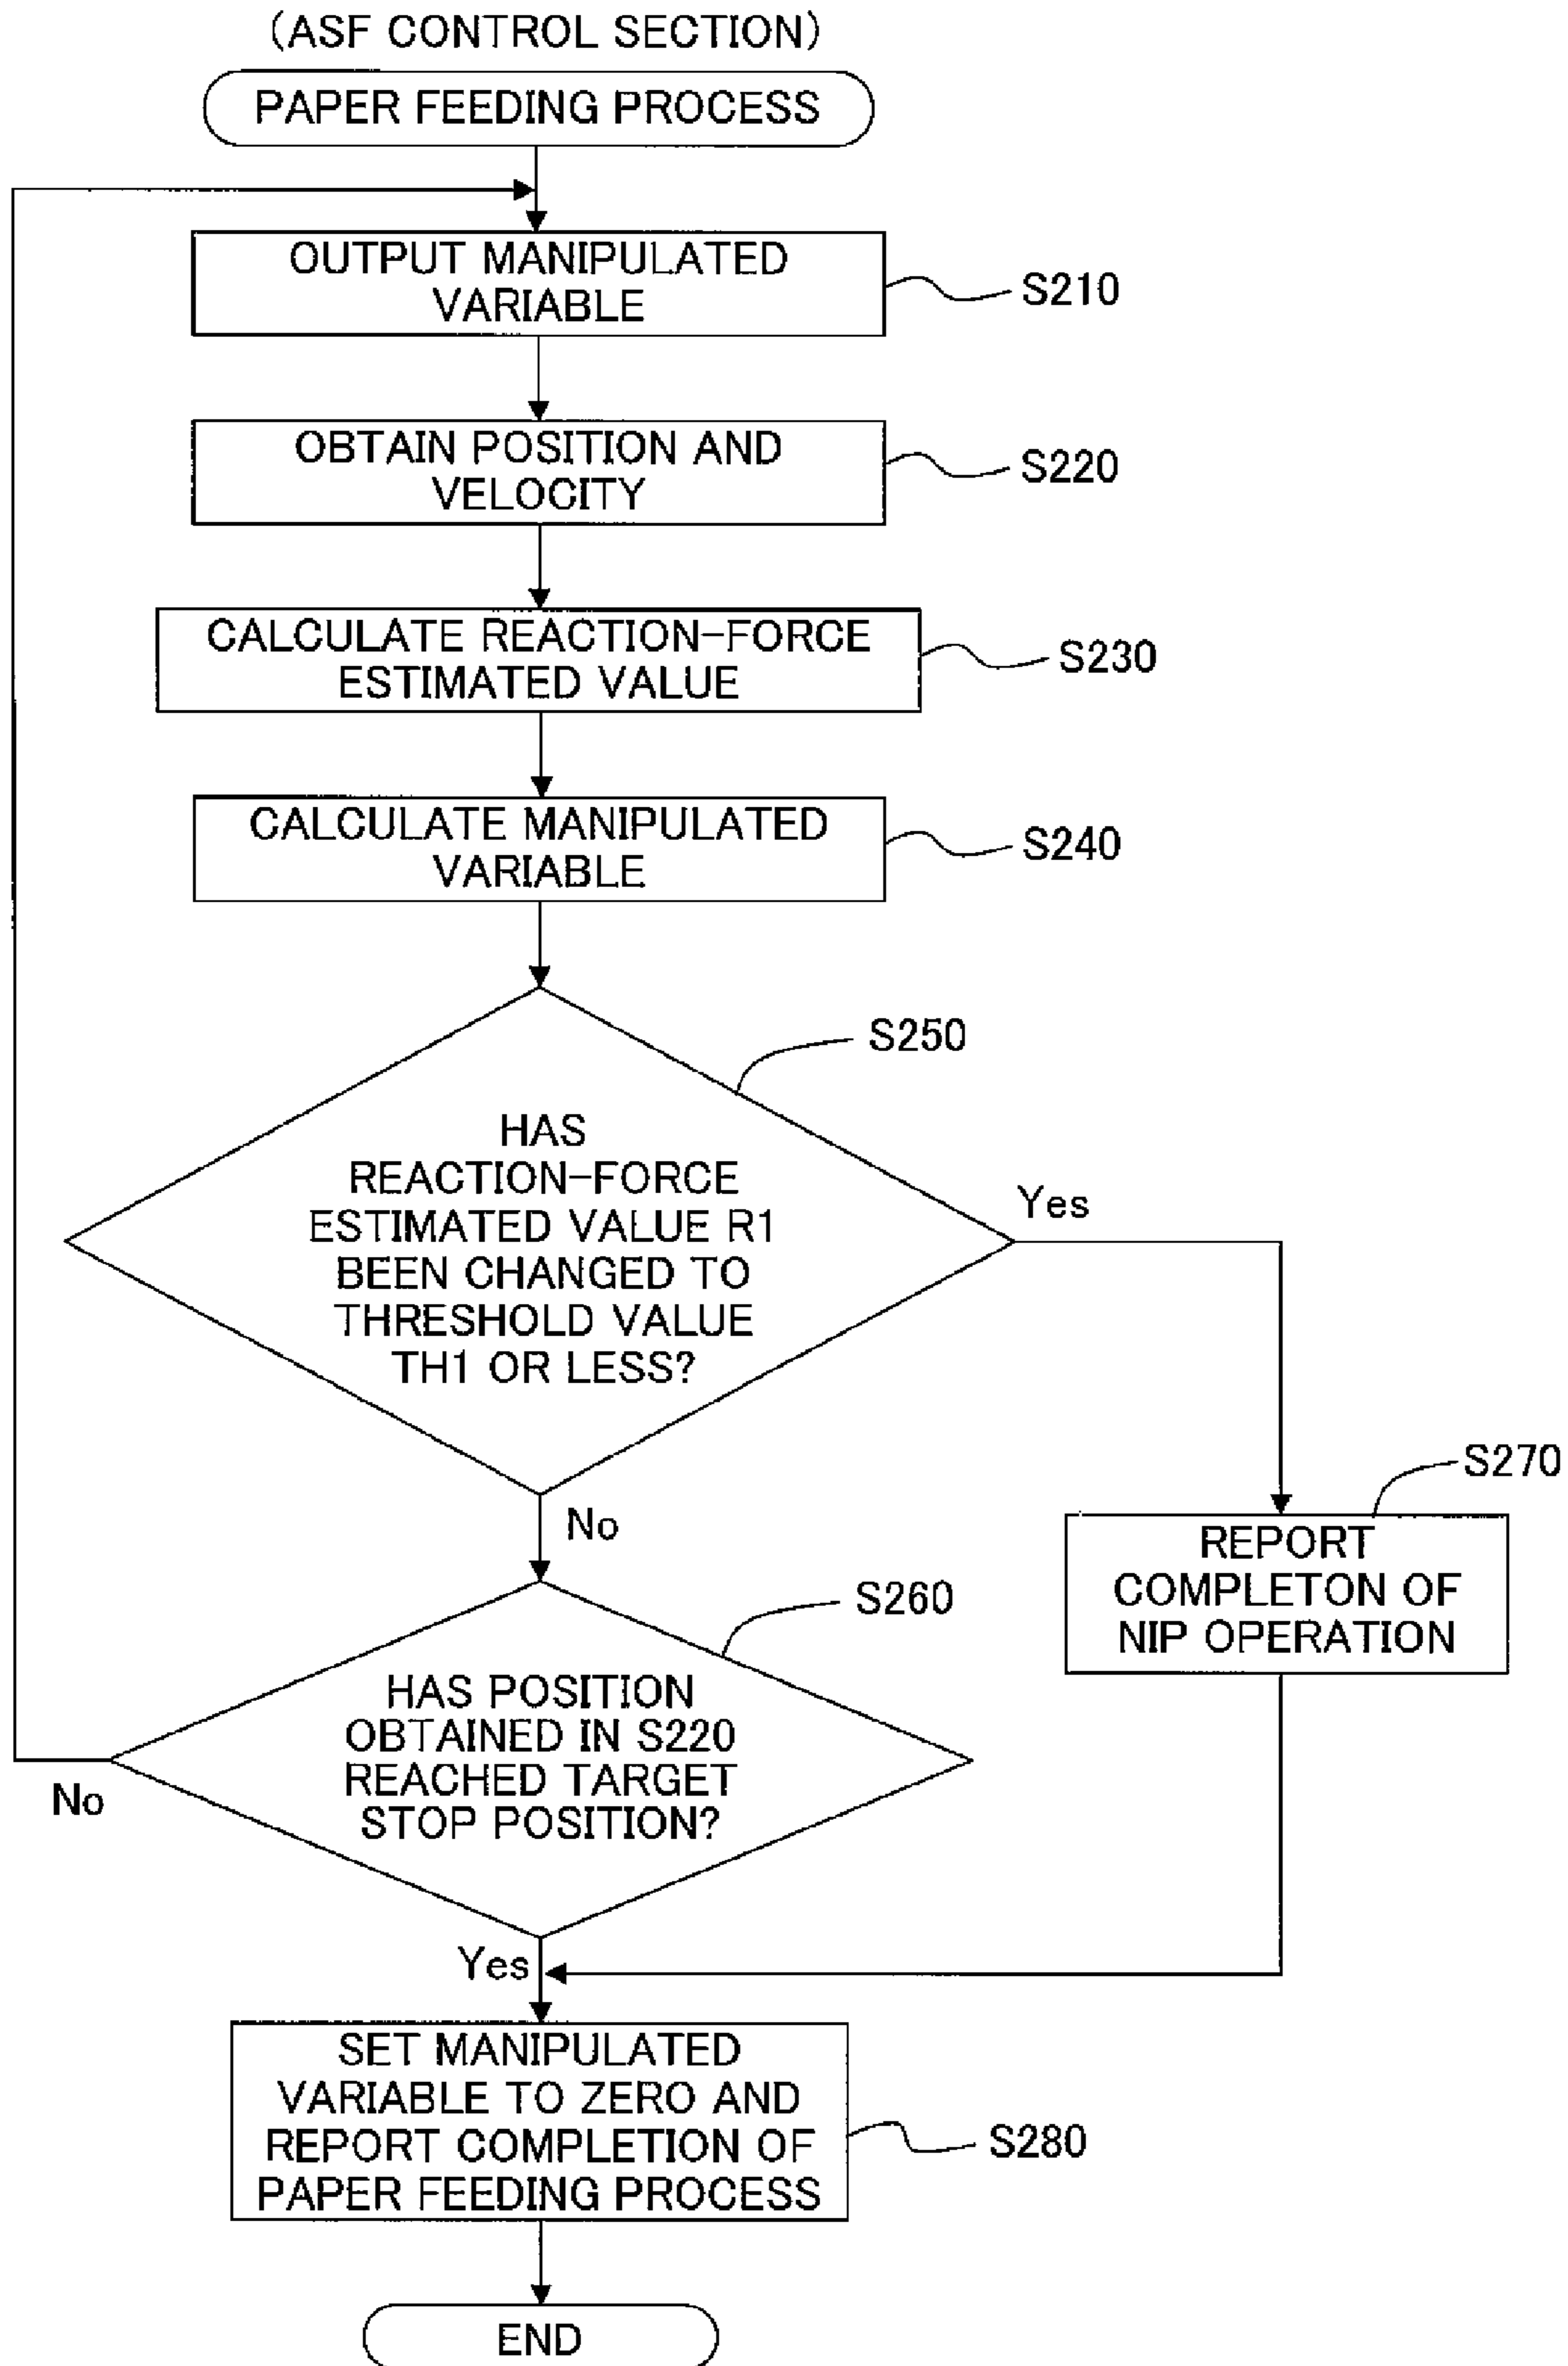 (ASF CONTROL SECTION)
PAPER FEEDING PROCESS
OUTPUT MANIPULATED
VARIABLE
S210
OBTAIN POSITION AND
VELOCITY
S220
CALCULATE REACTION-FORCE
ESTIMATED VALUE
S230
CALCULATE MANIPULATED
VARIABLE
S240
S250
HAS
REACTION-FORCE
ESTIMATED VALUE R1
BEEN CHANGED TO
THRESHOLD VALUE
TH1 OR LESS?
Yes
No
S270
REPORT
COMPLETON OF
NIP OPERATION
S260
HAS POSITION
OBTAINED IN S220
REACHED TARGET
STOP POSITION?
No
Yes
SET MANIPULATED
VARIABLE TO ZERO AND
REPORT COMPLETION OF
PAPER FEEDING PROCESS
S280
END